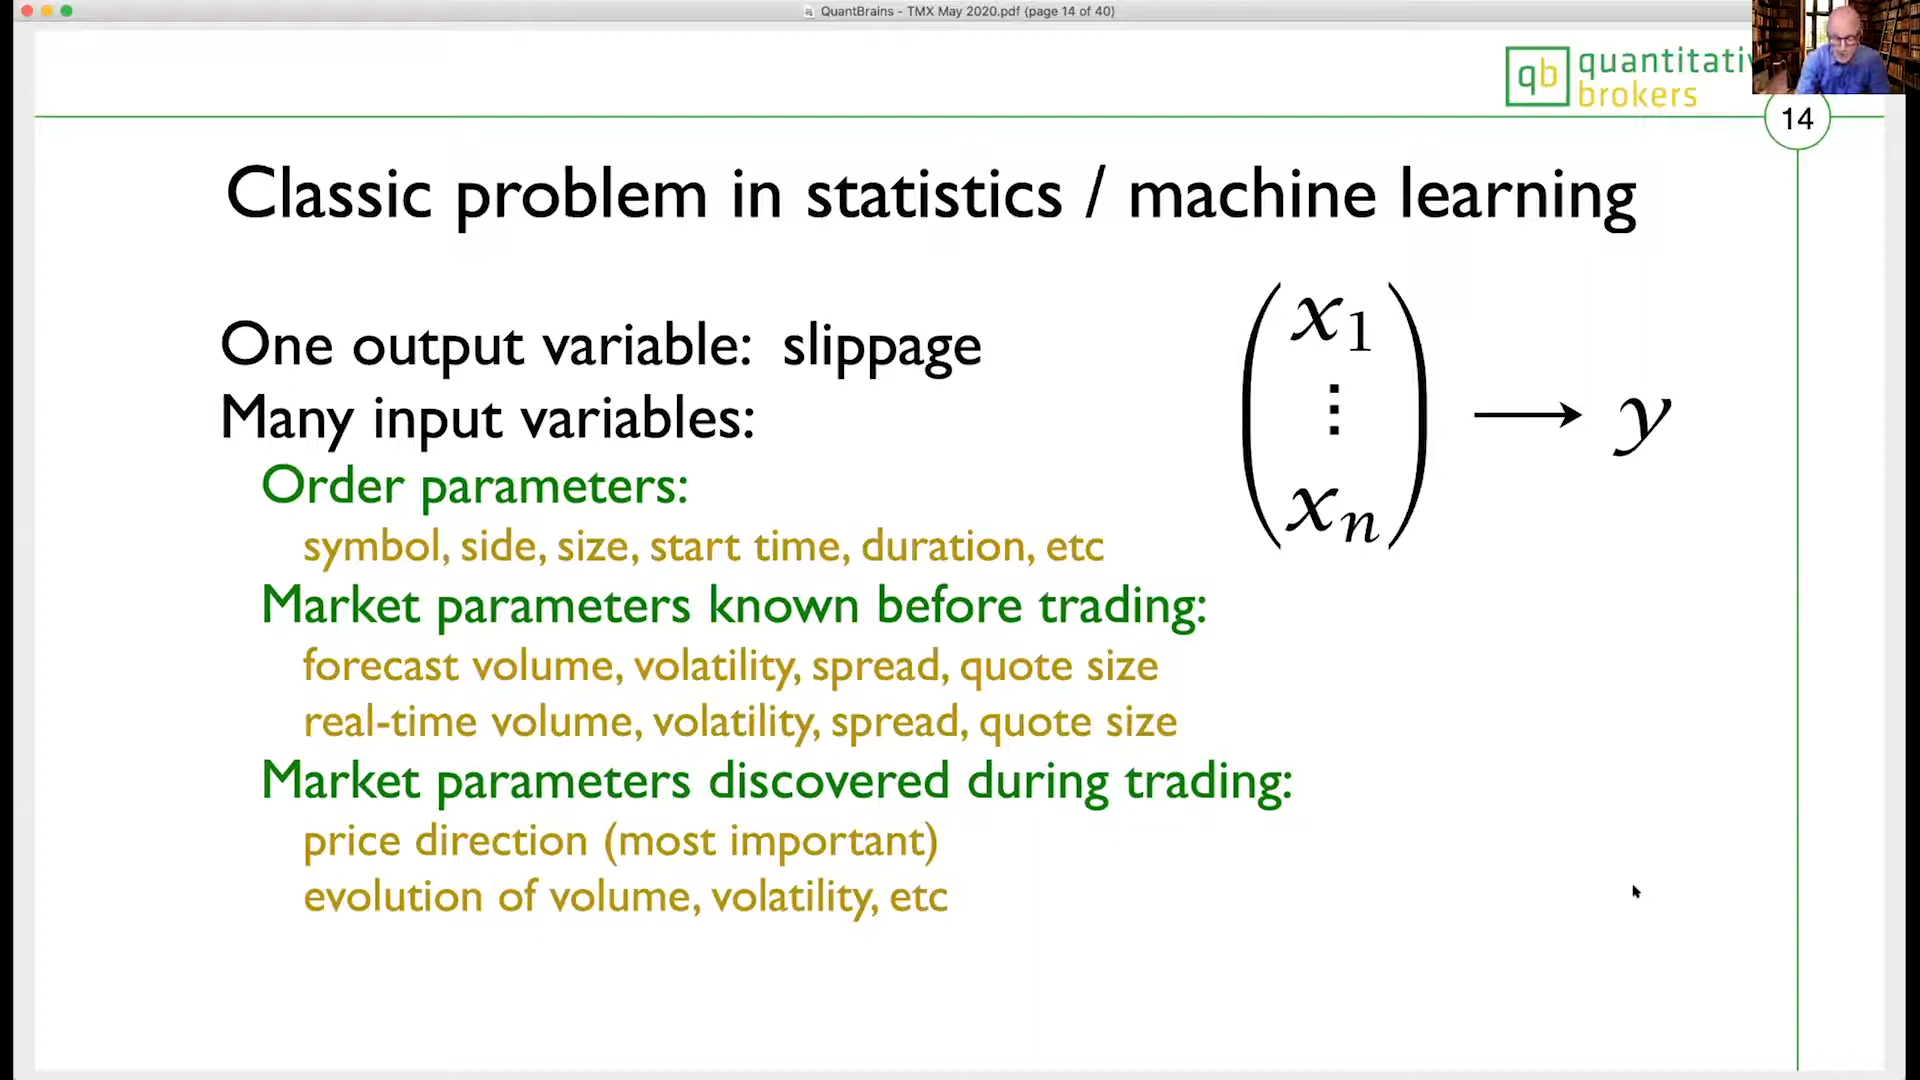 QuantBrains - TMX May 2020.pdf (page 14 of 40)
qb quantitati
brokers
14
Classic problem in statistics / machine learning
One output variable: slippage
Many input variables:
Order parameters:
symbol, side, size, start time, duration, etc
Market parameters known before trading:
forecast volume, volatility, spread, quote size
real-time volume, volatility, spread, quote size
Market parameters discovered during trading:
price direction (most important)
evolution of volume, volatility, etc
x₁
⋮
xₙ
⟶ y